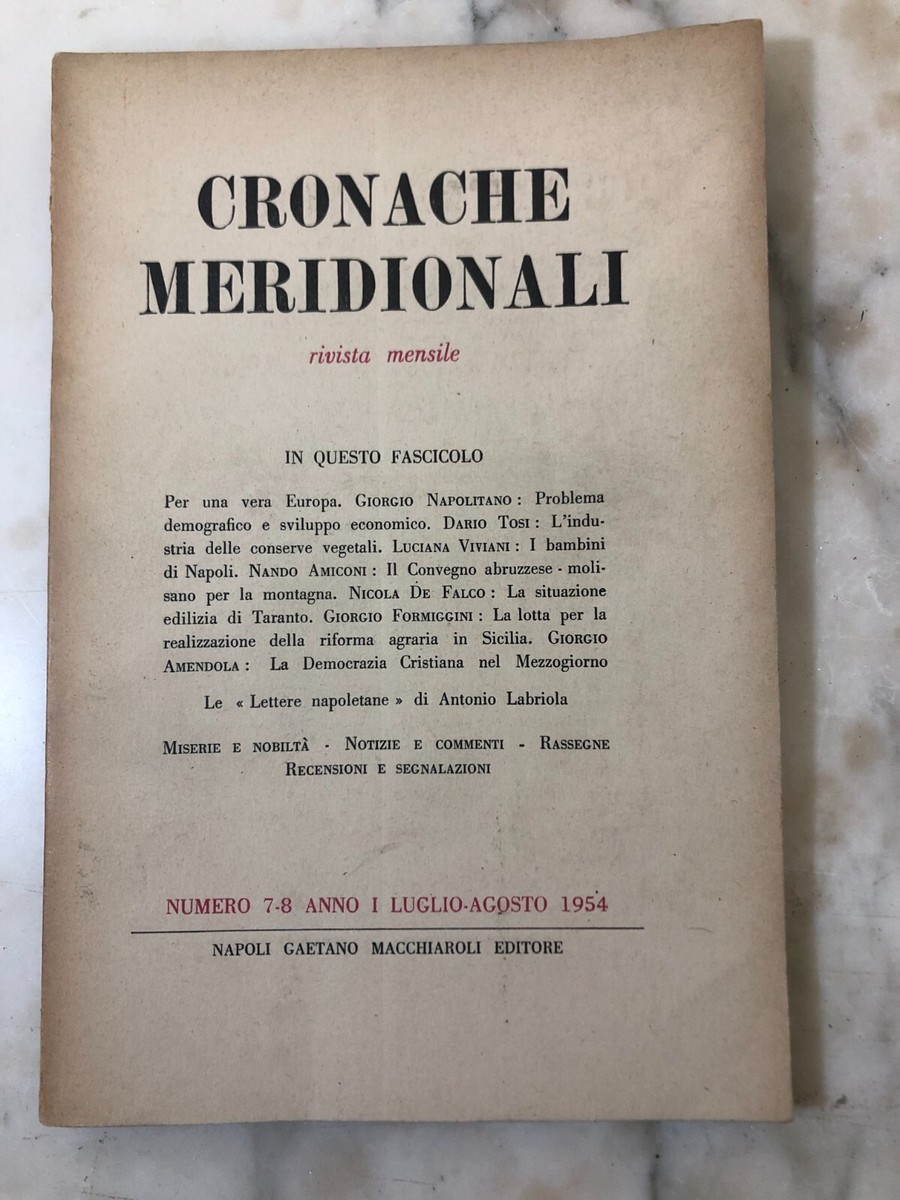 CRONACHE
MERIDIONALI
rivista mensile
IN QUESTO FASCICOLO
Per una vera Europa. GIORGIO NAPOLITANO: Problema
demografico e sviluppo economico. DARIO TOSI: L'indu-
stria delle conserve vegetali. LUCIANA VIVIANI: I bambini
di Napoli. NANDO AMICONI: Il Convegno abruzzese - moli-
sano per la montagna. NICOLA DE FALCO: La situazione
edilizia di Taranto. GIORGIO FORMIGGINI: La lotta per la
realizzazione della riforma agraria in Sicilia. GIORGIO
AMENDOLA: La Democrazia Cristiana nel Mezzogiorno
Le « Lettere napoletane » di Antonio Labriola
MISERIE E NOBILTÀ - NOTIZIE E COMMENTI - RASSEGNE
RECENSIONI E SEGNALAZIONI
NUMERO 7-8 ANNO I LUGLIO-AGOSTO 1954
NAPOLI GAETANO MACCHIAROLI EDITORE